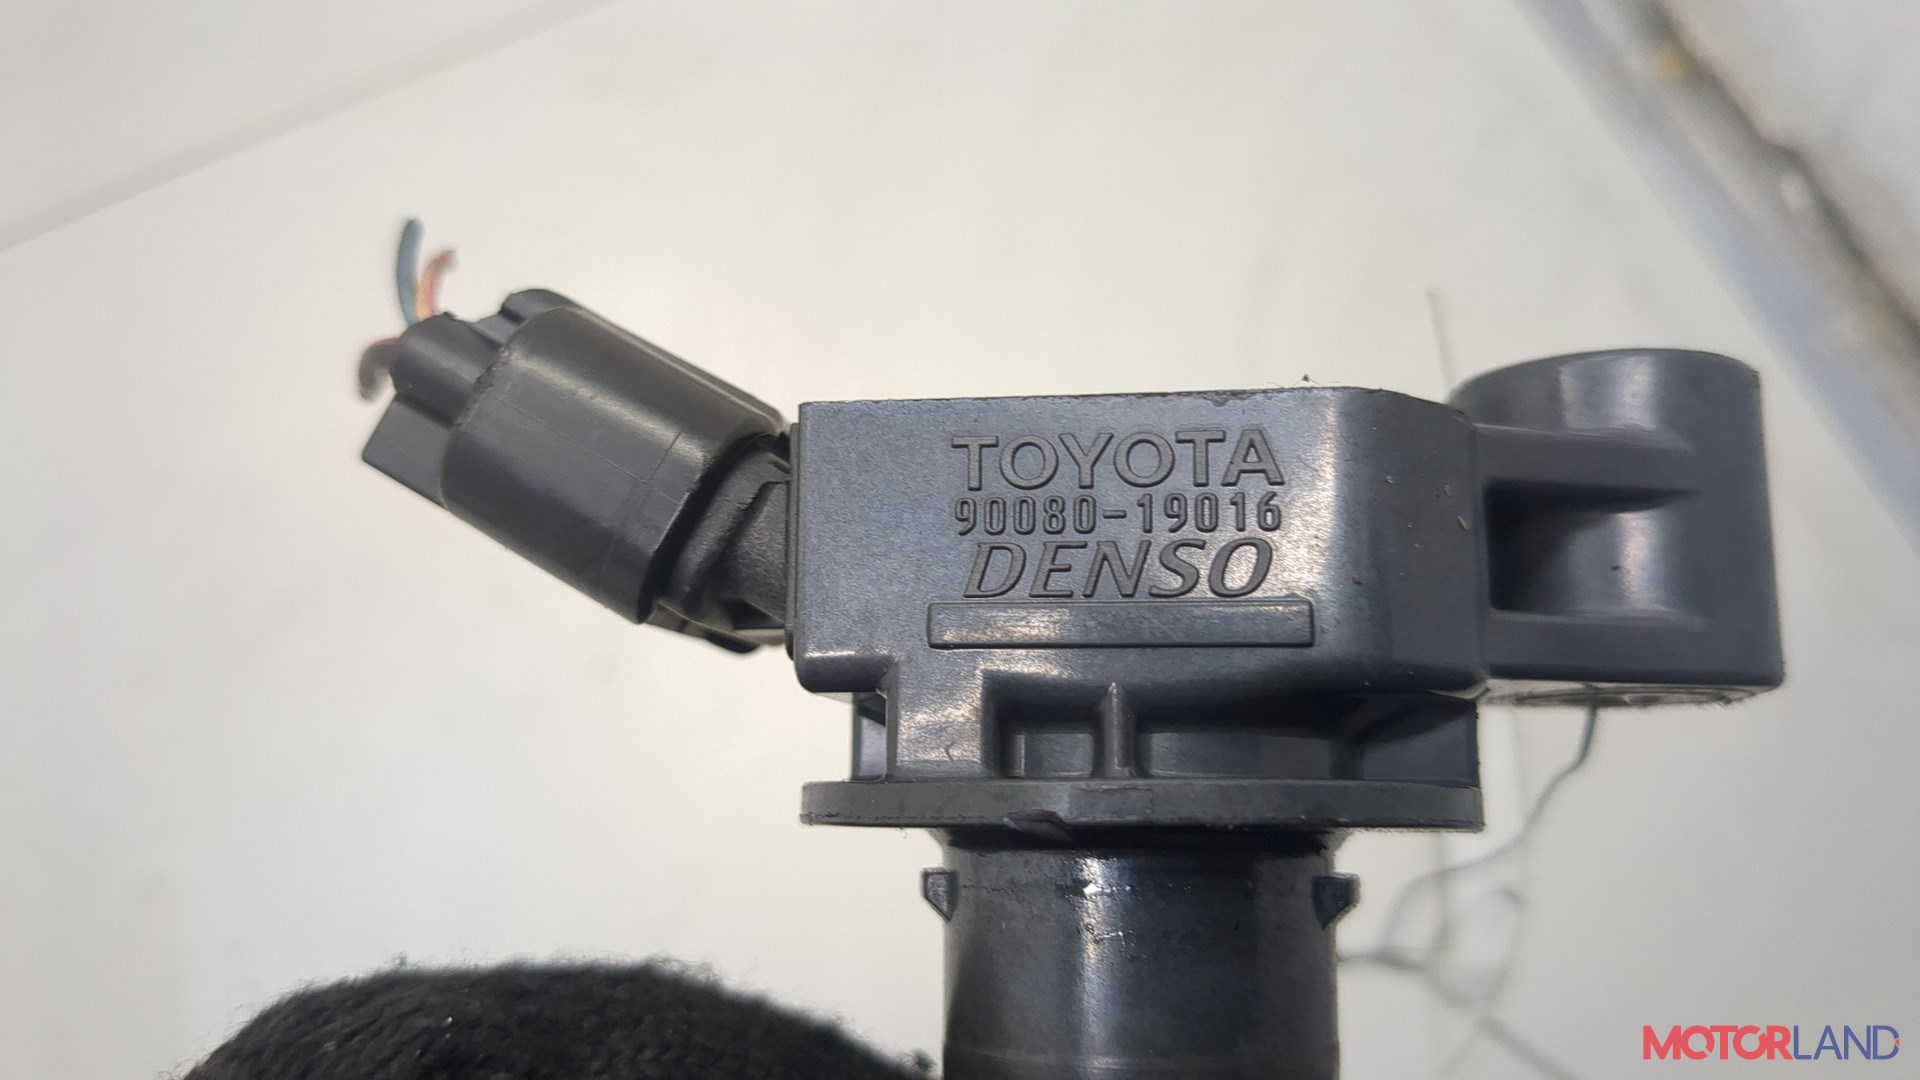 TOYOTA
90080-19016
DENSO
MOTORLAND